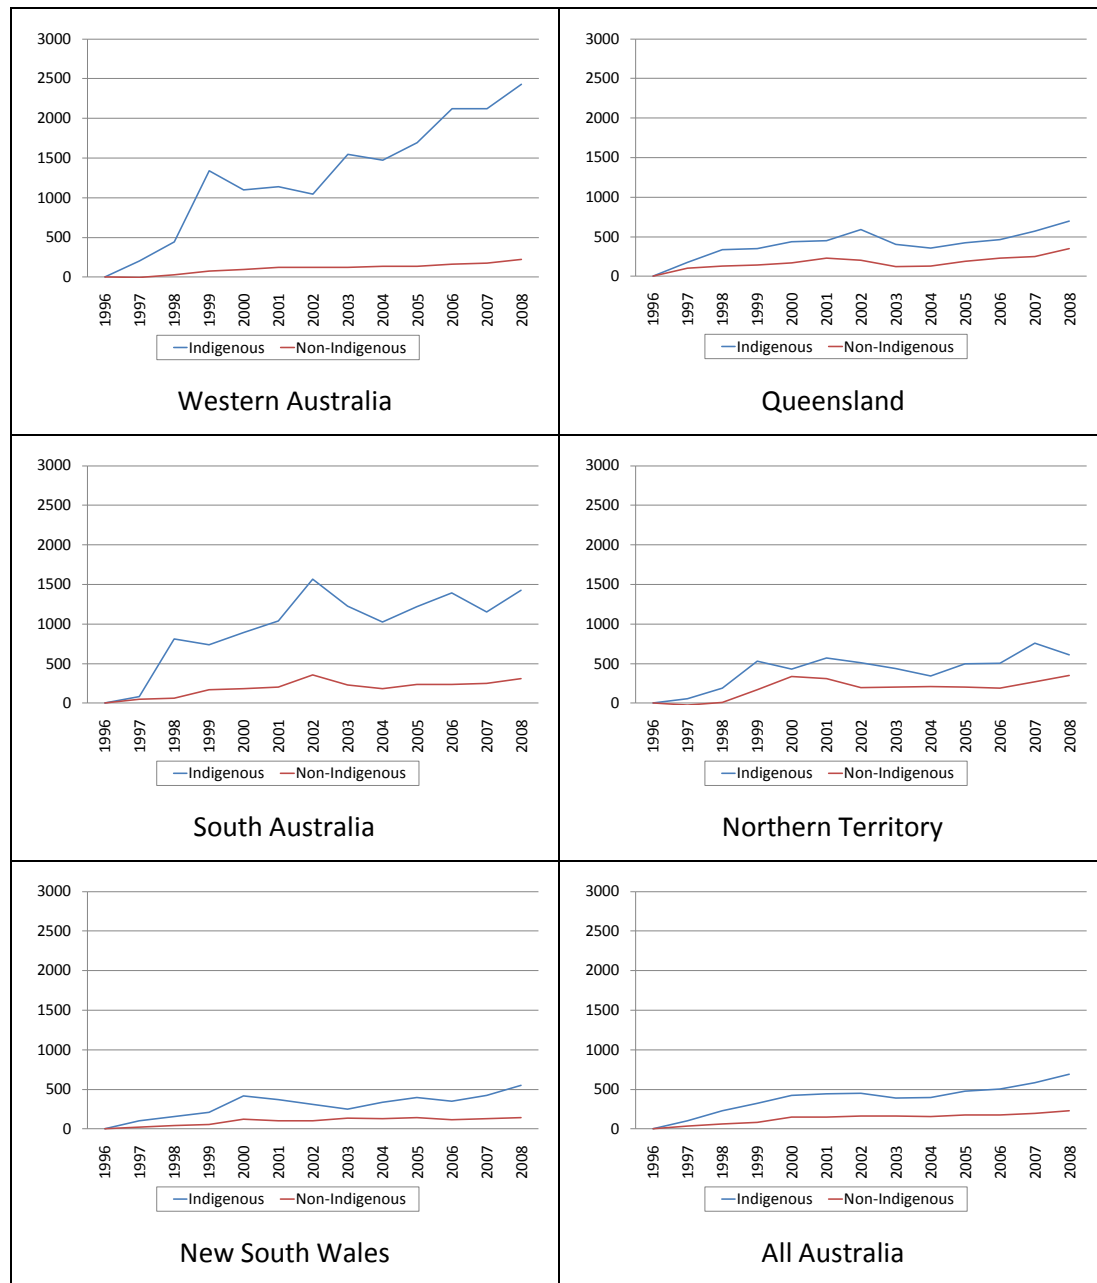 3000
2500
2000
1500
1000
500
0
1996 1997 1998 1999 2000 2001 2002 2003 2004 2005 2006 2007 2008
Indigenous Non-Indigenous
Western Australia
3000
2500
2000
1500
1000
500
0
1996 1997 1998 1999 2000 2001 2002 2003 2004 2005 2006 2007 2008
Indigenous Non-Indigenous
Queensland
3000
2500
2000
1500
1000
500
0
1996 1997 1998 1999 2000 2001 2002 2003 2004 2005 2006 2007 2008
Indigenous Non-Indigenous
South Australia
3000
2500
2000
1500
1000
500
0
1996 1997 1998 1999 2000 2001 2002 2003 2004 2005 2006 2007 2008
Indigenous Non-Indigenous
Northern Territory
3000
2500
2000
1500
1000
500
0
1996 1997 1998 1999 2000 2001 2002 2003 2004 2005 2006 2007 2008
Indigenous Non-Indigenous
New South Wales
3000
2500
2000
1500
1000
500
0
1996 1997 1998 1999 2000 2001 2002 2003 2004 2005 2006 2007 2008
Indigenous Non-Indigenous
All Australia